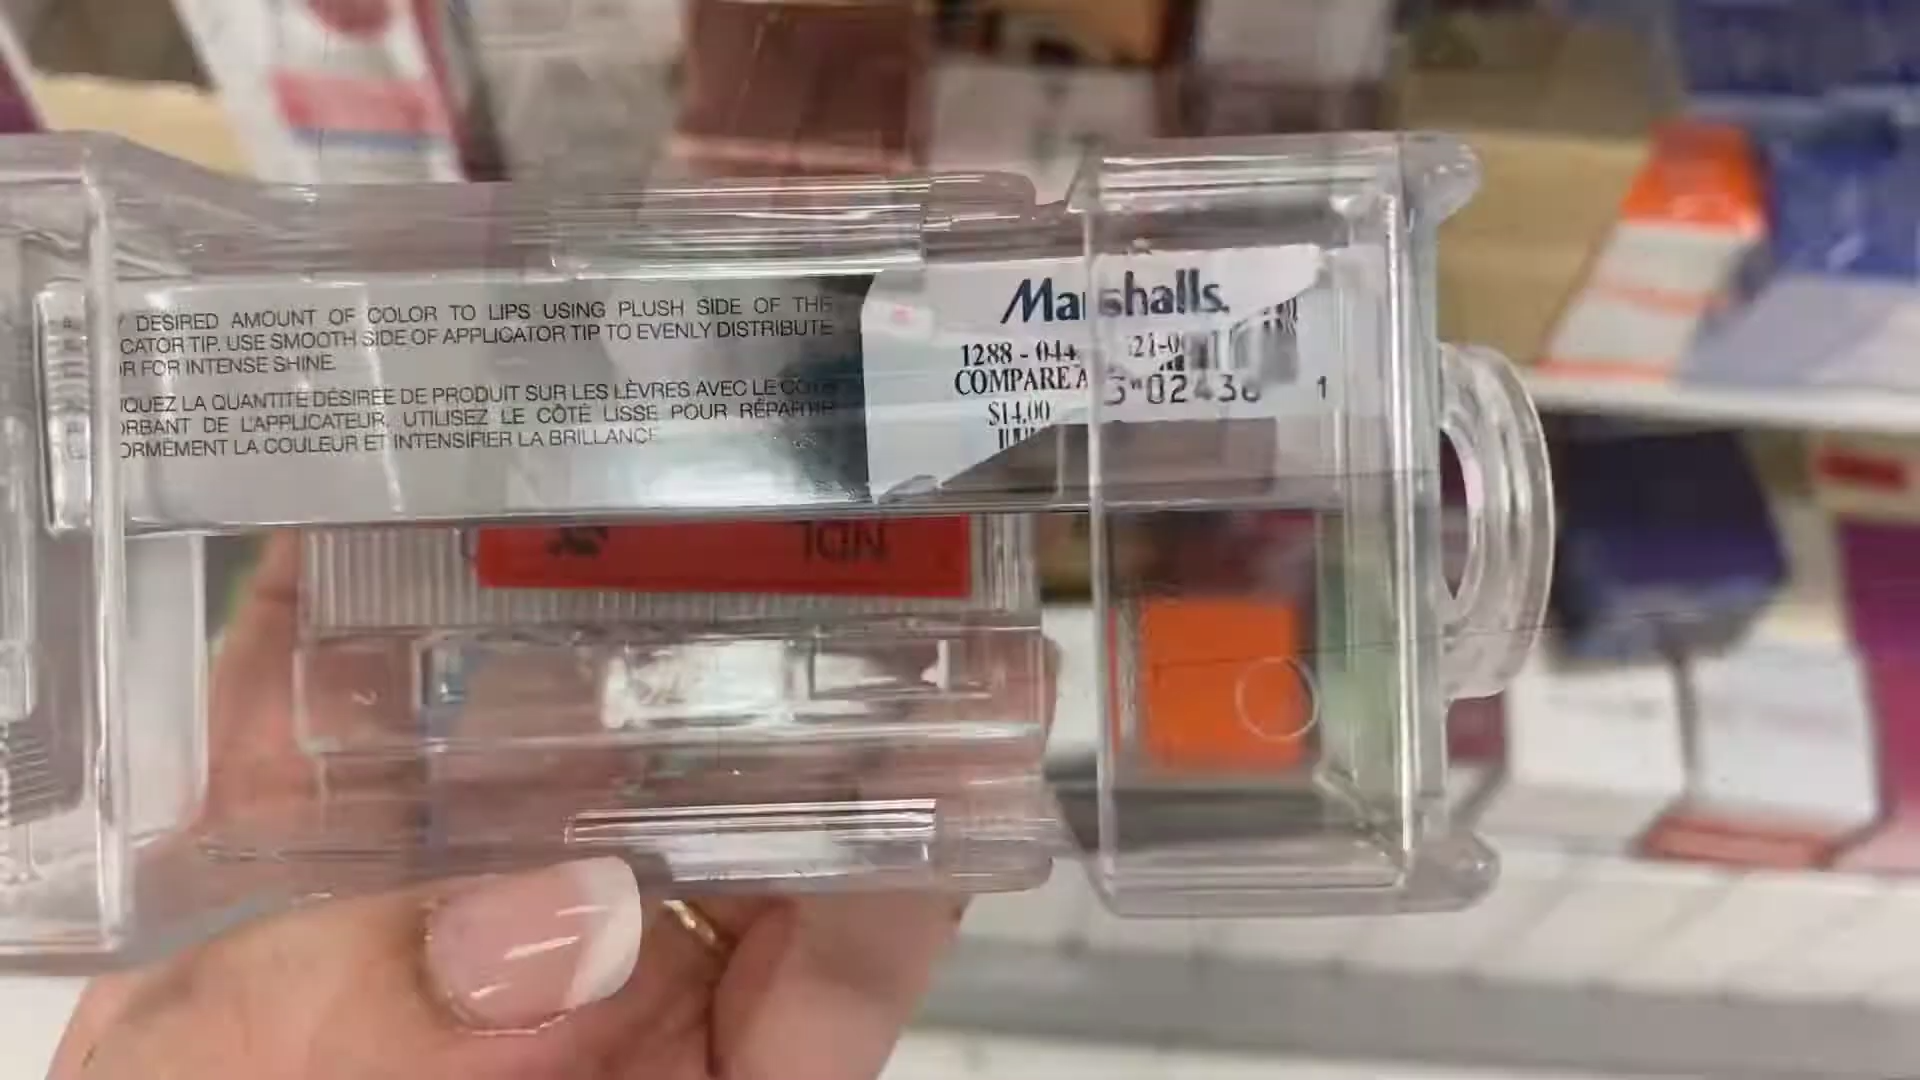 DESIRED AMOUNT OF COLOR TO LIPS USING PLUSH SIDE OF THE
CATOR TIP. USE SMOOTH SIDE OF APPLICATOR TIP TO EVENLY DISTRIBUTE
R FOR INTENSE SHINE.
IQUEZ LA QUANTITÉ DÉSIRÉE DE PRODUIT SUR LES LÈVRES AVEC LE CÔTÉ
ORBANT DE L'APPLICATEUR. UTILISEZ LE CÔTÉ LISSE POUR RÉPARTIR
ORMÉMENT LA COULEUR ET INTENSIFIER LA BRILLANCE
Marshalls.
1288 - 044
COMPARE A
$14.00
1